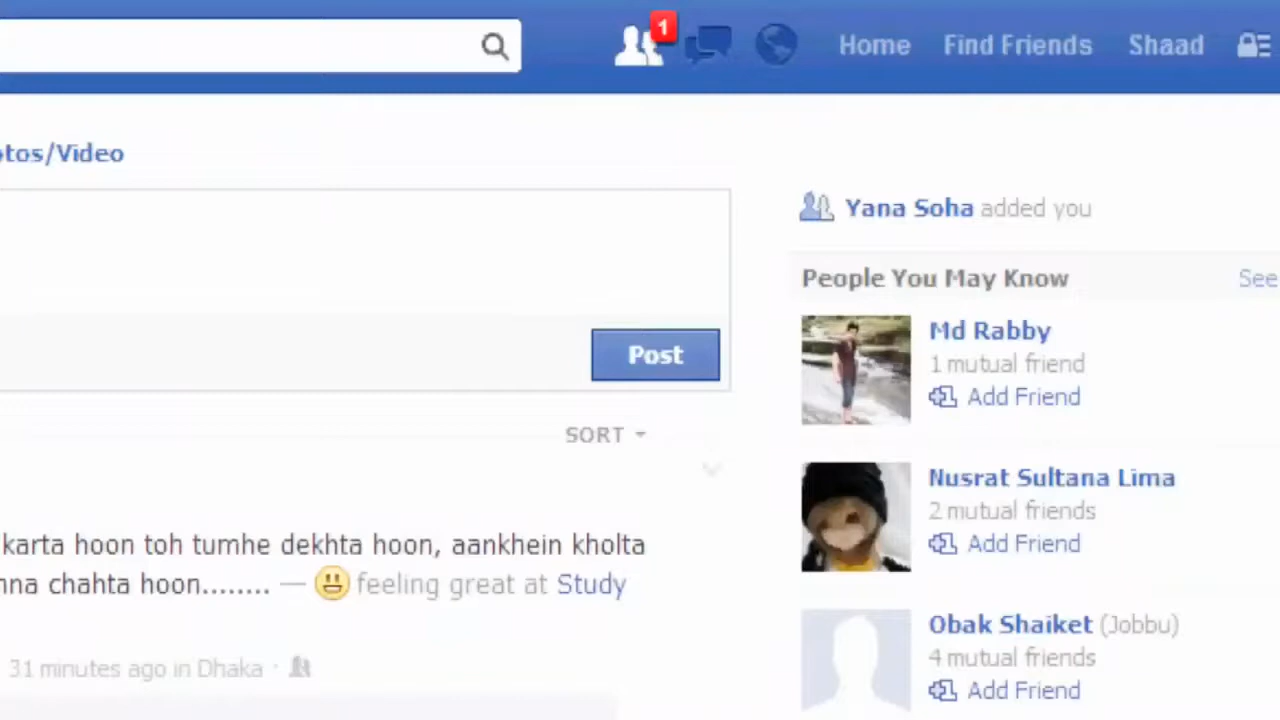 1
Home Find Friends Shaad
tos/Video
Yana Soha added you
People You May Know See
Md Rabby
1 mutual friend
Add Friend
Post
SORT
Nusrat Sultana Lima
2 mutual friends
Add Friend
karta hoon toh tumhe dekhta hoon, aankhein kholta
nna chahta hoon........ — feeling great at Study
31 minutes ago in Dhaka ·
Obak Shaiket (Jobbu)
4 mutual friends
Add Friend